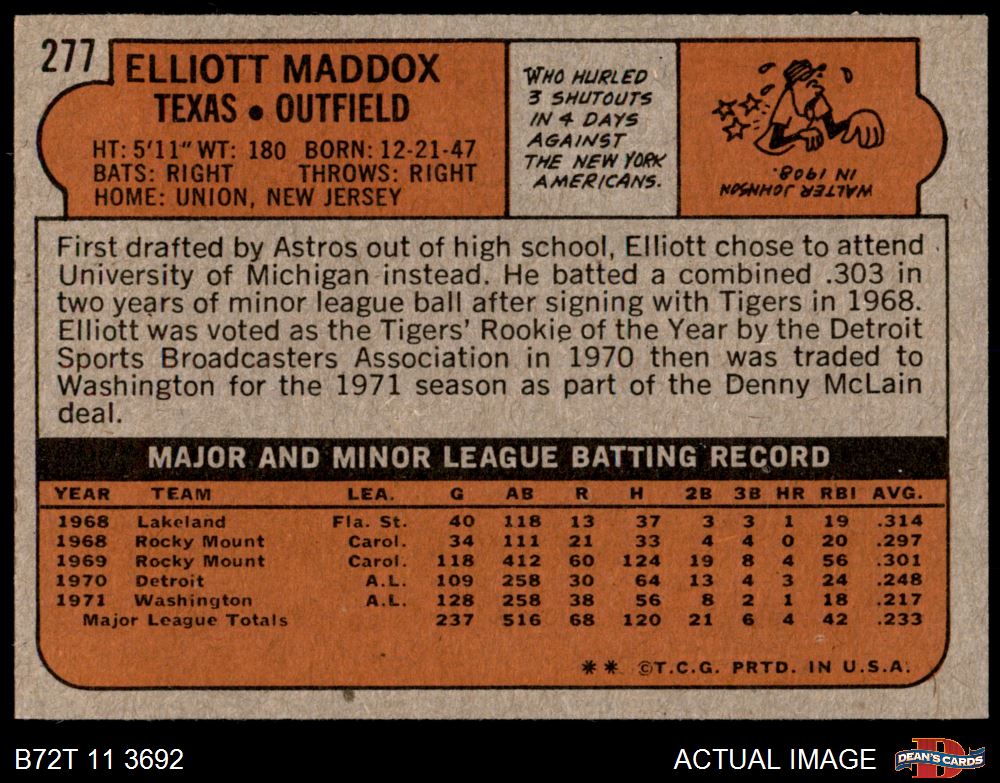 277
ELLIOTT MADDOX
TEXAS • OUTFIELD
HT: 5'11" WT: 180 BORN: 12-21-47
BATS: RIGHT THROWS: RIGHT
HOME: UNION, NEW JERSEY
WHO HURLED
3 SHUTOUTS
IN 4 DAYS
AGAINST
THE NEW YORK
AMERICANS.
WALTER JOHNSON
IN 1908.
First drafted by Astros out of high school, Elliott chose to attend
University of Michigan instead. He batted a combined .303 in
two years of minor league ball after signing with Tigers in 1968.
Elliott was voted as the Tigers' Rookie of the Year by the Detroit
Sports Broadcasters Association in 1970 then was traded to
Washington for the 1971 season as part of the Denny McLain
deal.
MAJOR AND MINOR LEAGUE BATTING RECORD
YEAR TEAM LEA. G AB R H 2B 3B HR RBI AVG.
1968 Lakeland Fla. St. 40 118 13 37 3 3 1 19 .314
1968 Rocky Mount Carol. 34 111 21 33 4 4 0 20 .297
1969 Rocky Mount Carol. 118 412 60 124 19 8 4 56 .301
1970 Detroit A.L. 109 258 30 64 13 4 3 24 .248
1971 Washington A.L. 128 258 38 56 8 2 1 18 .217
Major League Totals 237 516 68 120 21 6 4 42 .233
** ©T.C.G. PRTD. IN U.S.A.
B72T 11 3692
ACTUAL IMAGE
DEAN'S CARDS